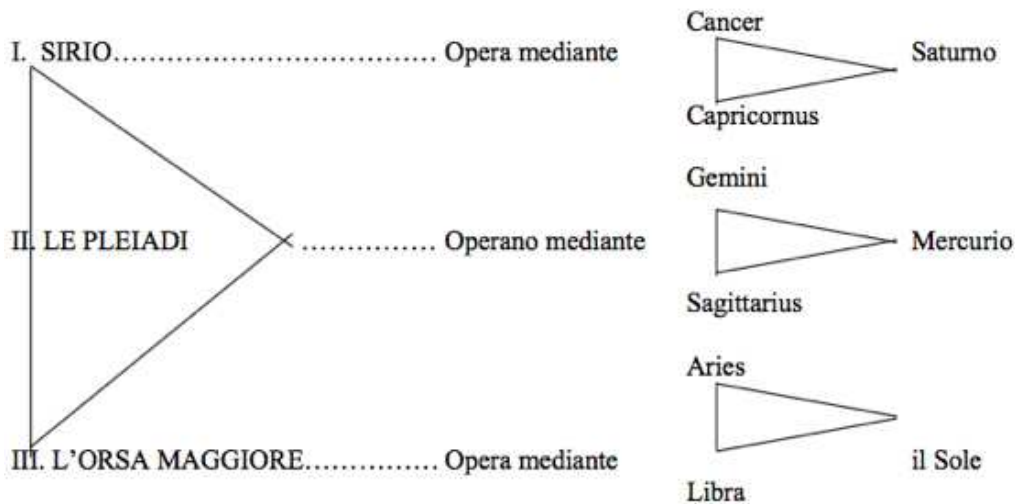 Cancer
I. SIRIO.................................. Opera mediante
Saturno
Capricornus
Gemini
II. LE PLEIADI .............. Operano mediante
Mercurio
Sagittarius
Aries
III. L'ORSA MAGGIORE............. Opera mediante
il Sole
Libra